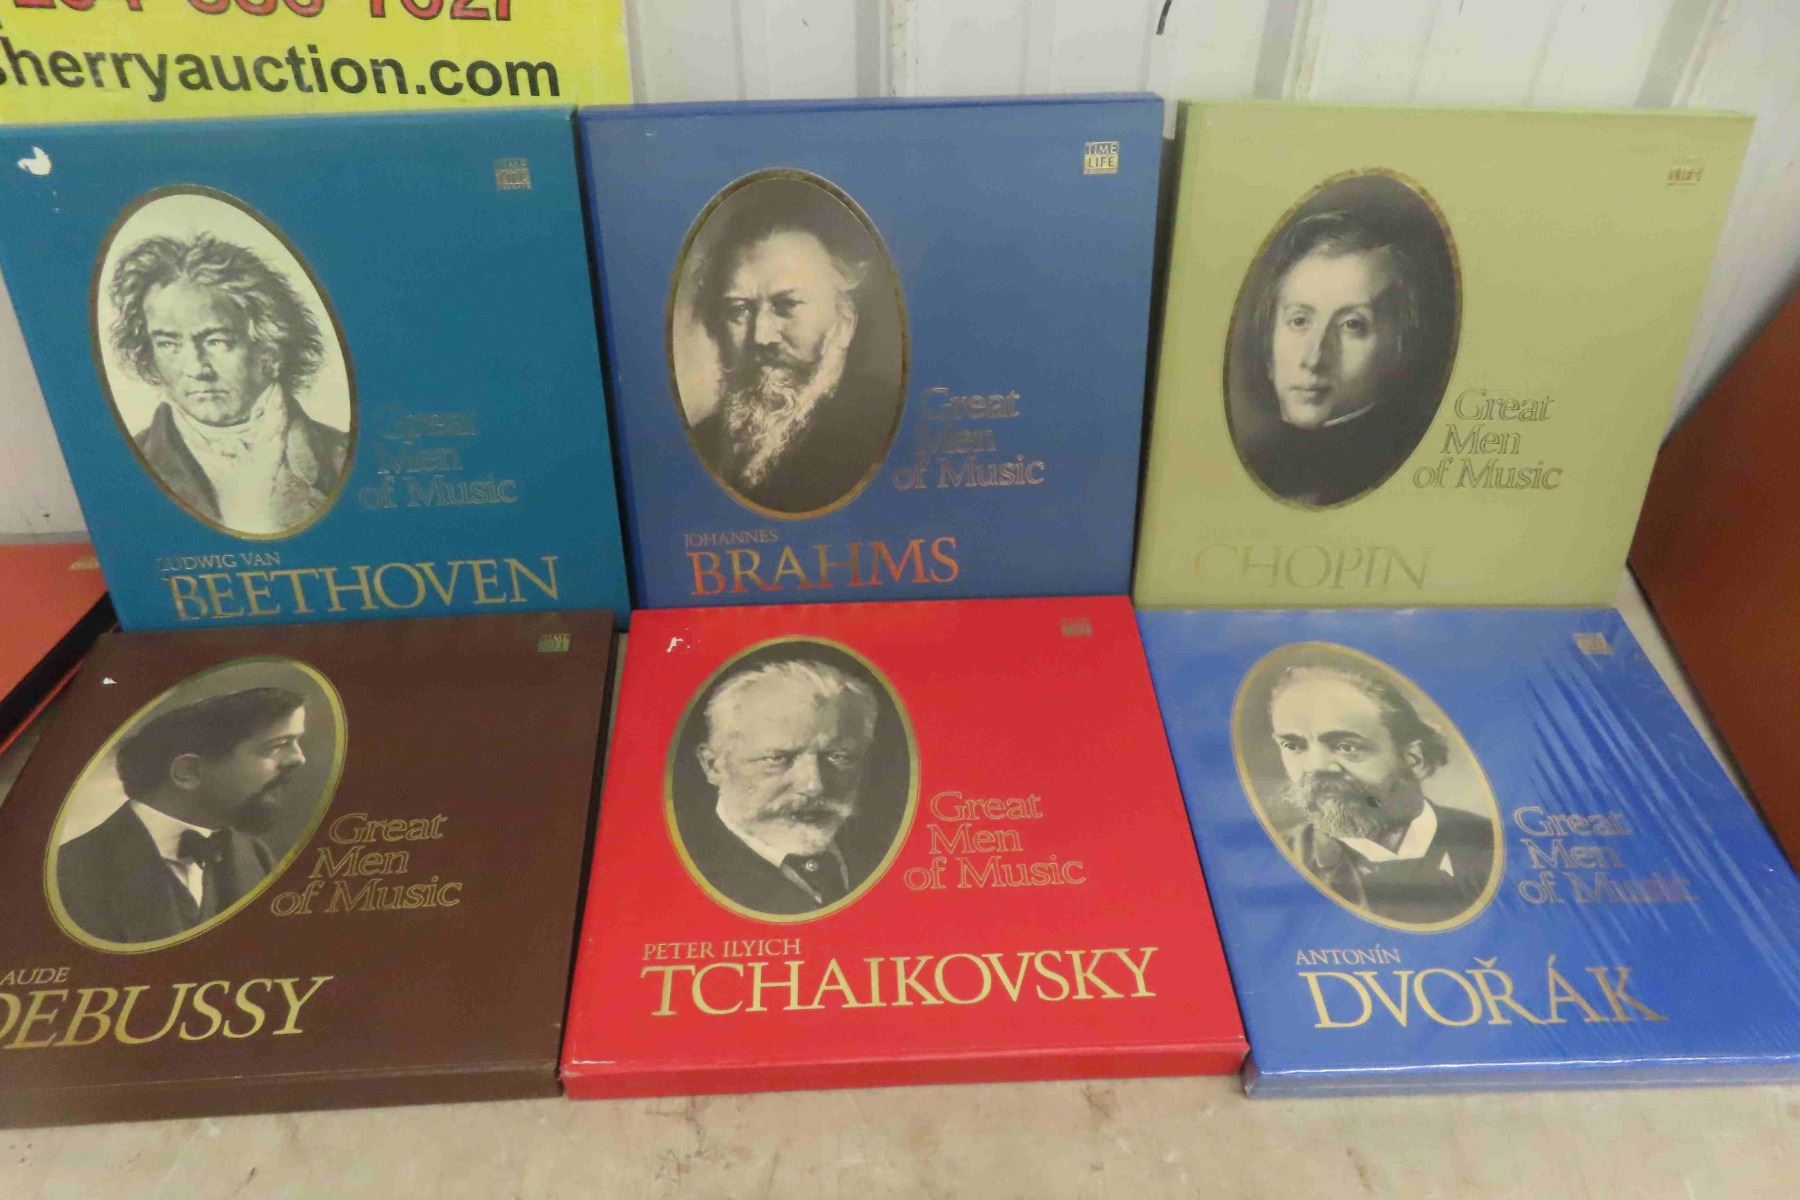 sherryauction.com
TIME
LIFE
Great
Men
of Music
LUDWIG VAN
BEETHOVEN
TIME
LIFE
Great
Men
of Music
JOHANNES
BRAHMS
Great
Men
of Music
CHOPIN
TIME
LIFE
Great
Men
of Music
DEBUSSY
Great
Men
of Music
PETER ILYICH
TCHAIKOVSKY
Great
Men
of Music
ANTONÍN
DVOŘÁK